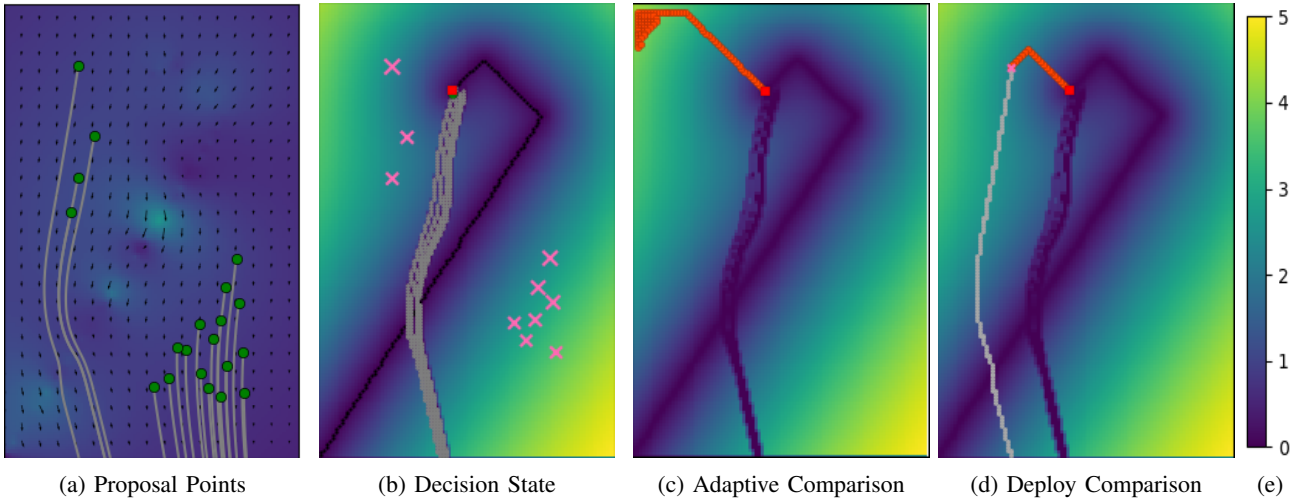 5
4
3
2
1
0
(a) Proposal Points
(b) Decision State
(c) Adaptive Comparison
(d) Deploy Comparison
(e)